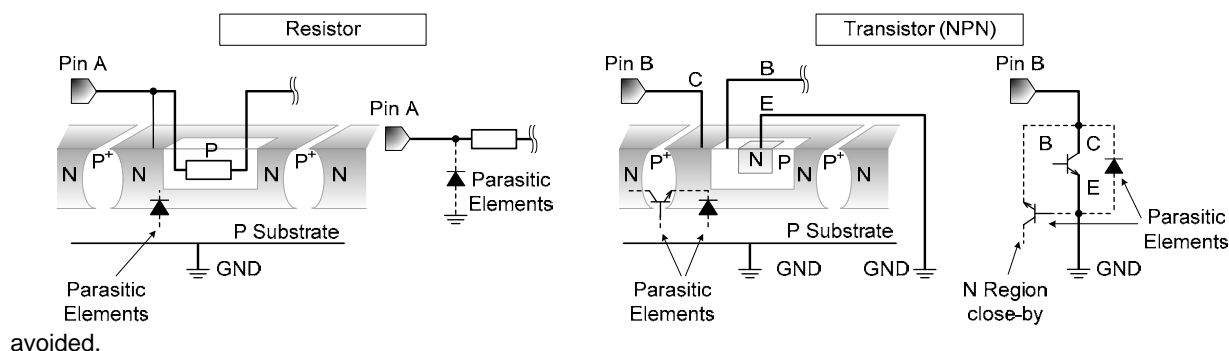 Resistor
Transistor (NPN)
Pin A
Pin A
N
P+
N
P
N
P+
N
Parasitic
Elements
P Substrate
GND
Parasitic
Elements
Pin B
C
B
E
N
P+
N
N
P
N
P+
N
P Substrate
GND
GND
Parasitic
Elements
Pin B
B
C
E
Parasitic
Elements
GND
N Region
close-by
avoided.